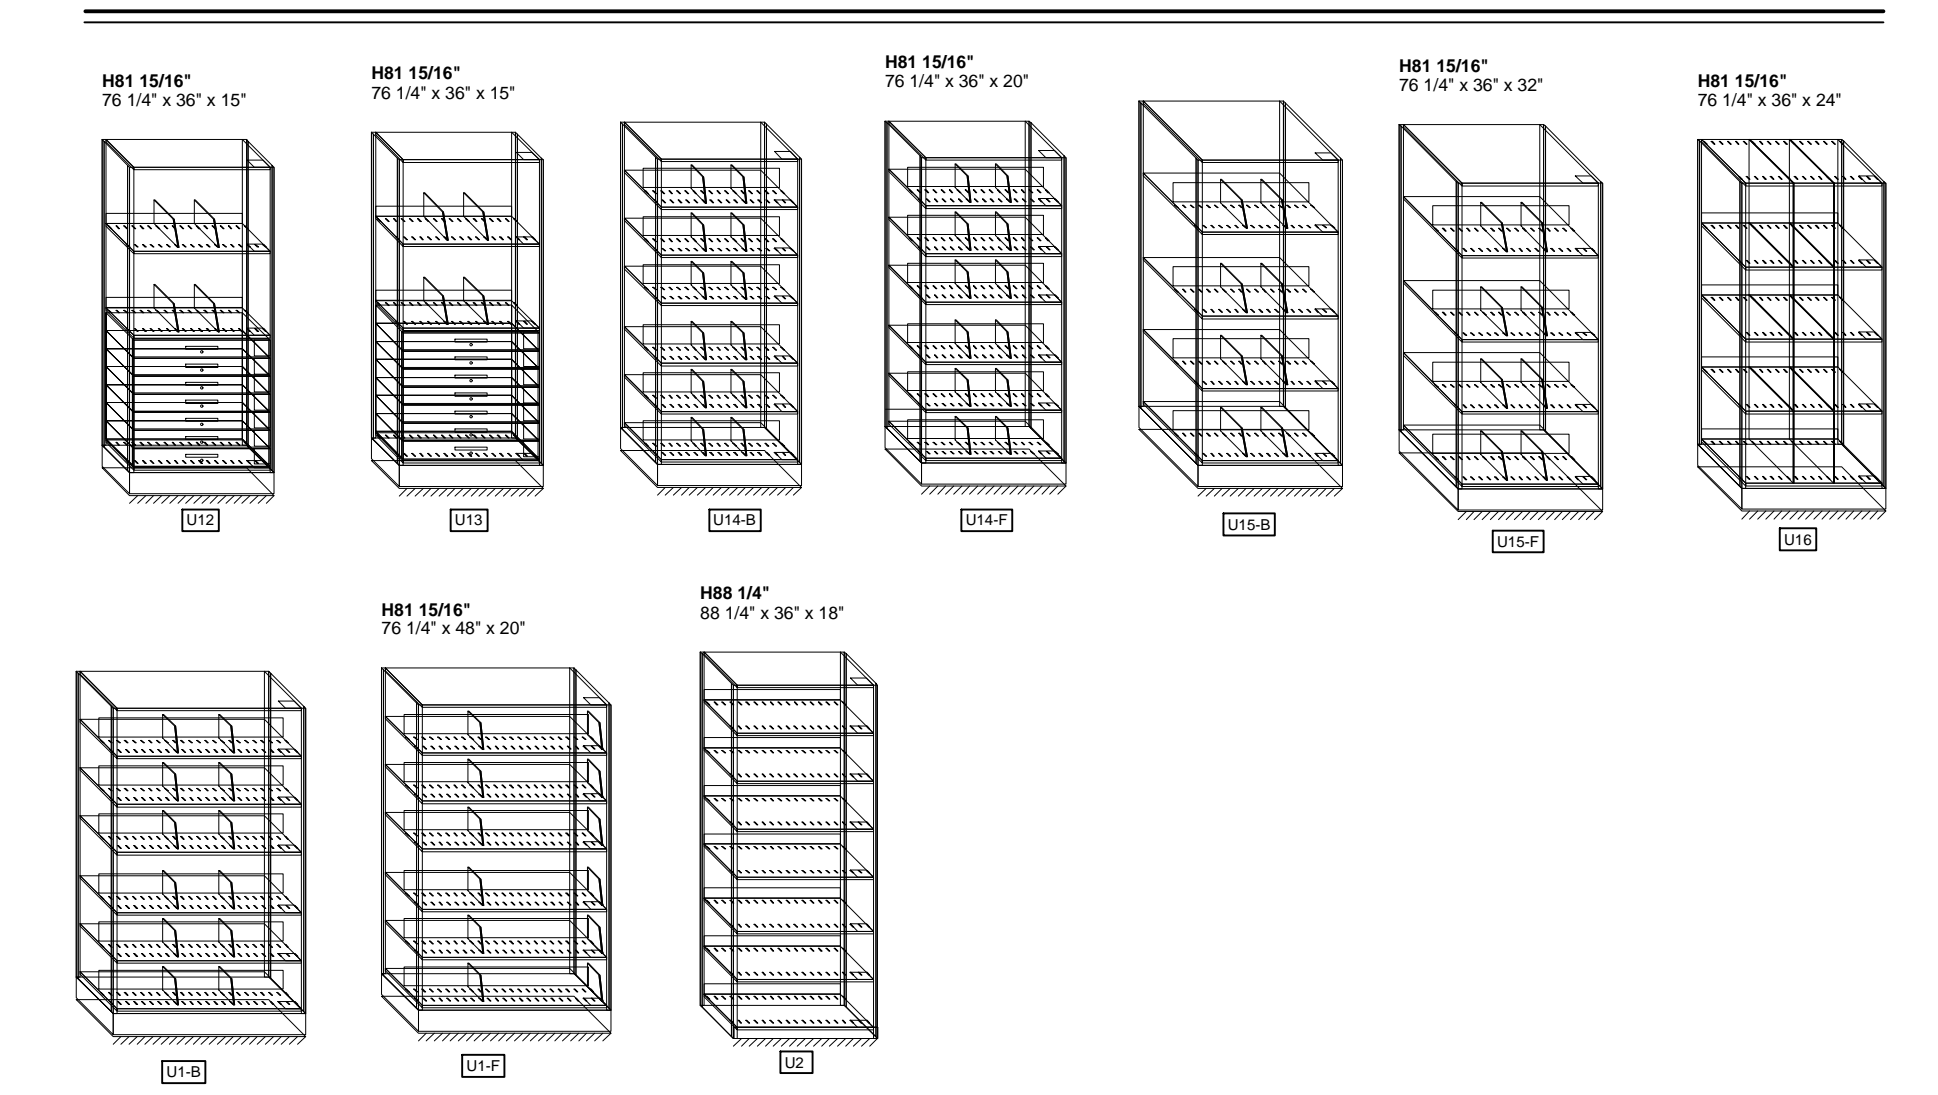 H81 15/16"
76 1/4" x 36" x 15"
H81 15/16"
76 1/4" x 36" x 15"
H81 15/16"
76 1/4" x 36" x 20"
H81 15/16"
76 1/4" x 36" x 32"
H81 15/16"
76 1/4" x 36" x 24"
U12
U13
U14-B
U14-F
U15-B
U15-F
U16
H81 15/16"
76 1/4" x 48" x 20"
H88 1/4"
88 1/4" x 36" x 18"
U1-B
U1-F
U2